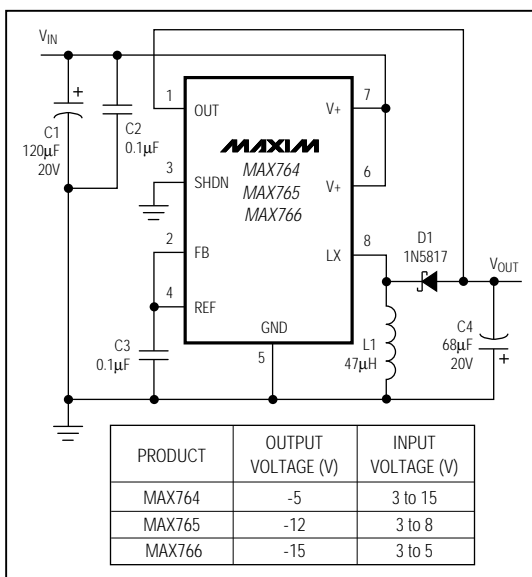 VIN
1
OUT
V+
7
+
C1
120µF
20V
C2
0.1µF
MAXIM
MAX764
MAX765
MAX766
3
SHDN
V+
6
2
FB
LX
8
D1
1N5817
VOUT
4
REF
C3
0.1µF
GND
5
L1
47µH
C4
68µF
20V
+
PRODUCT OUTPUT VOLTAGE (V) INPUT VOLTAGE (V)
MAX764 -5 3 to 15
MAX765 -12 3 to 8
MAX766 -15 3 to 5